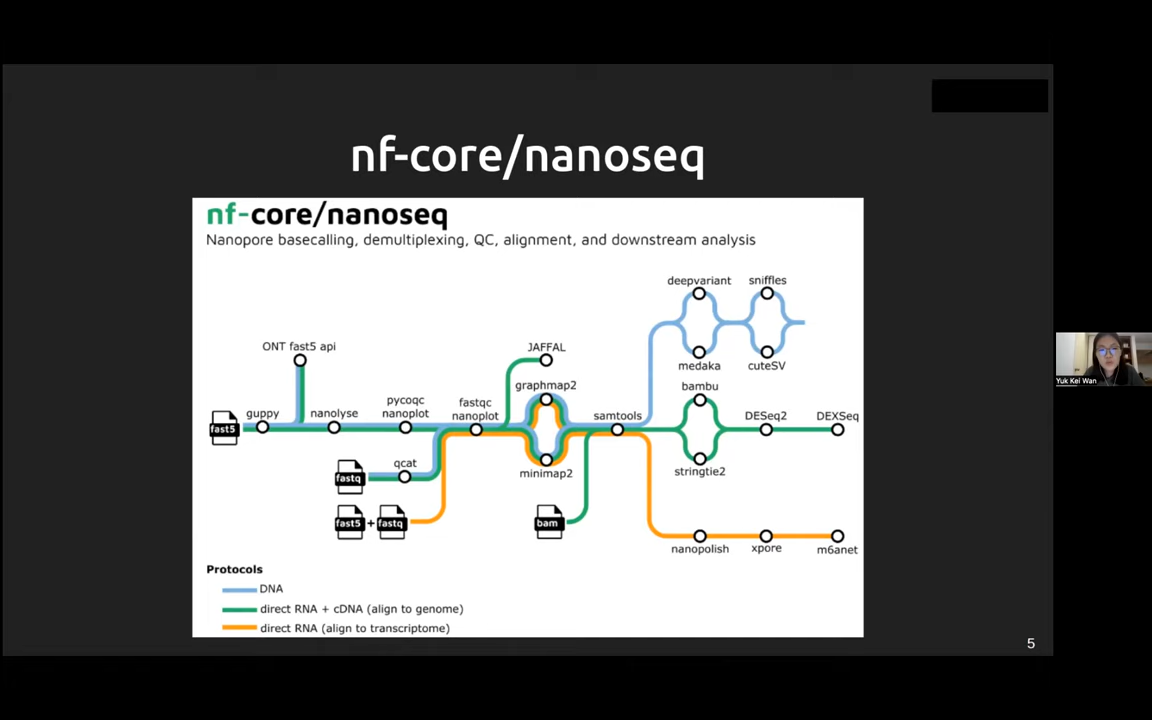 nf-core/nanoseq
nf-core/nanoseq
Nanopore basecalling, demultiplexing, QC, alignment, and downstream analysis
deepvariant
sniffles
medaka
cuteSV
ONT fast5 api
JAFFAL
graphmap2
bambu
fast5
guppy
nanolyse
pycoqc
nanoplot
fastqc
nanoplot
samtools
DESeq2
DEXSeq
minimap2
stringtie2
fastq
qcat
fast5 + fastq
bam
nanopolish
xpore
m6anet
Protocols
DNA
direct RNA + cDNA (align to genome)
direct RNA (align to transcriptome)
5
Yuk Kei Wan